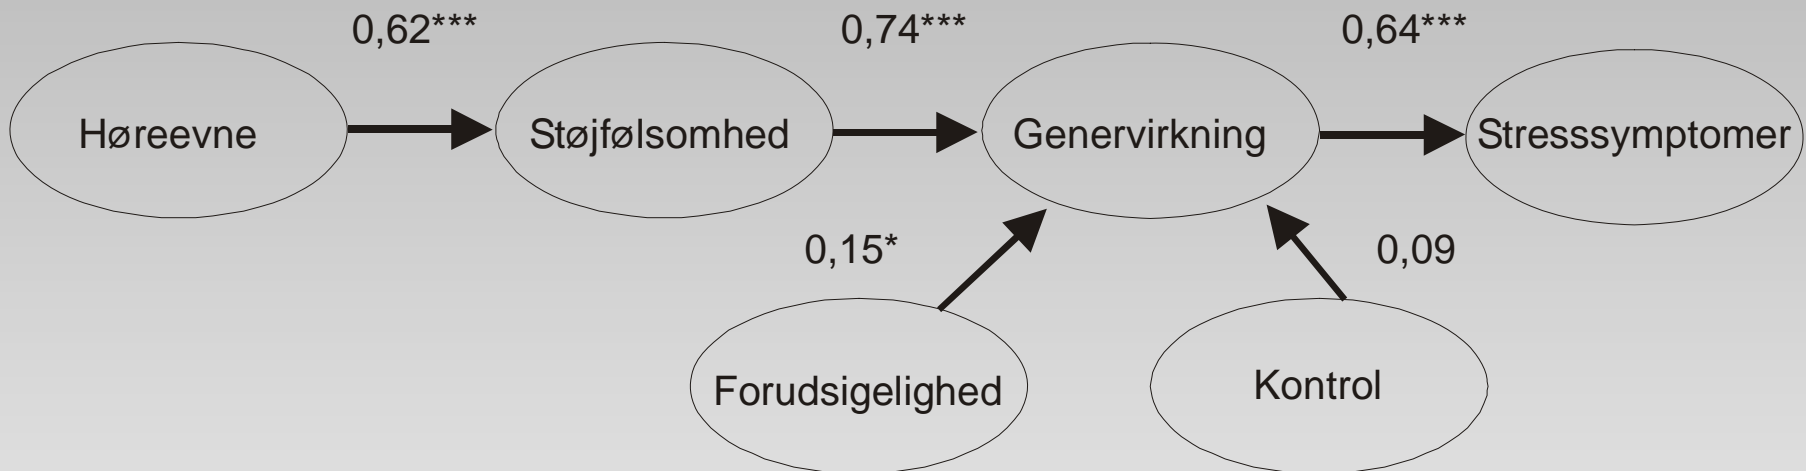 0,62***
0,74***
0,64***
Høreevne
Støjfølsomhed
Genervirkning
Stresssymptomer
0,15*
0,09
Forudsigelighed
Kontrol